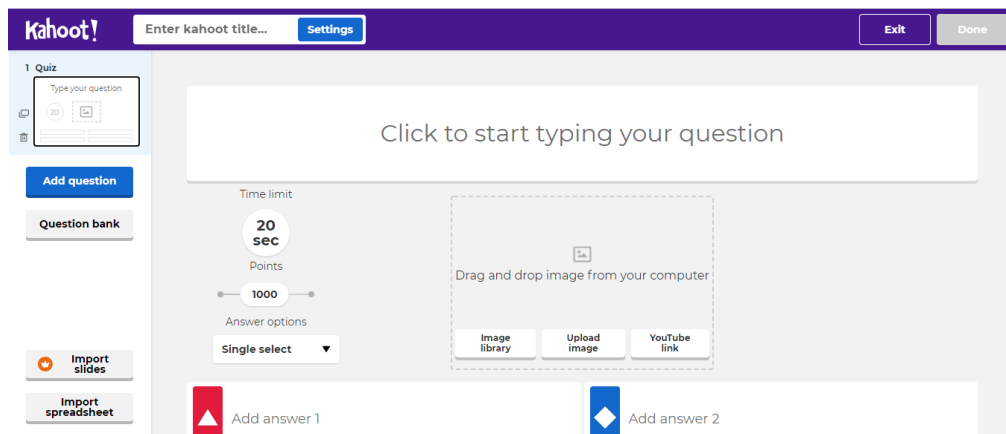 Kahoot!
Enter kahoot title...
Settings
Exit
Done
1 Quiz
Type your question
20
Add question
Question bank
Import
slides
Import
spreadsheet
Click to start typing your question
Time limit
20
sec
Points
1000
Answer options
Single select
Drag and drop image from your computer
Image
library
Upload
image
YouTube
link
Add answer 1
Add answer 2